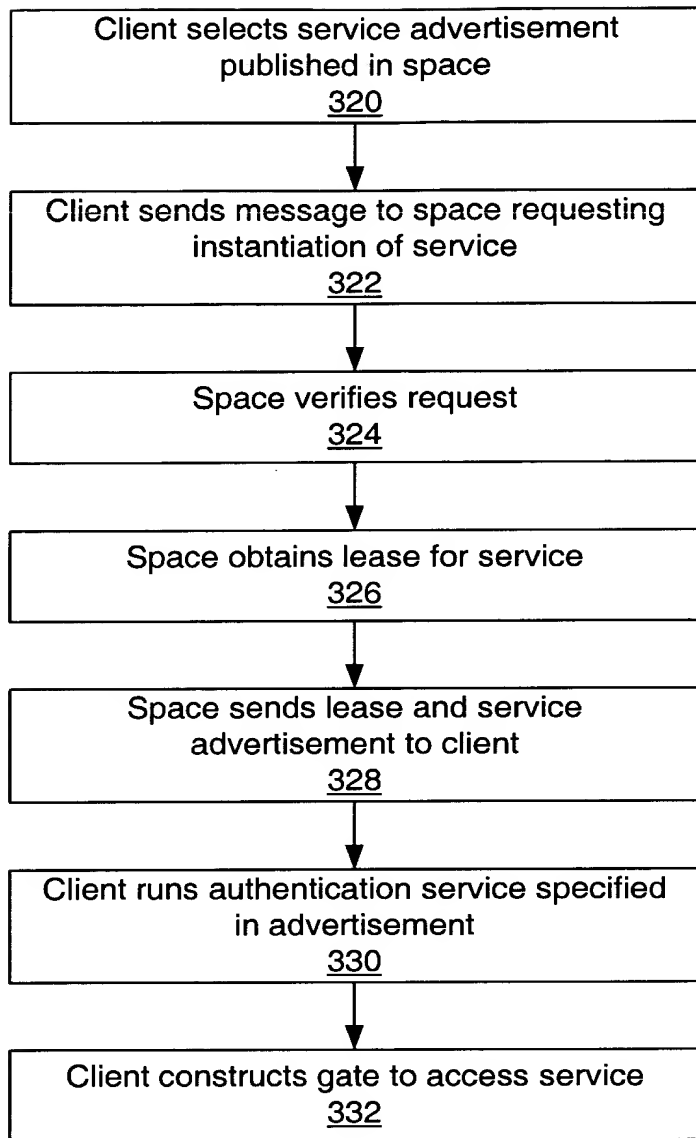 Client selects service advertisement
published in space
320
Client sends message to space requesting
instantiation of service
322
Space verifies request
324
Space obtains lease for service
326
Space sends lease and service
advertisement to client
328
Client runs authentication service specified
in advertisement
330
Client constructs gate to access service
332